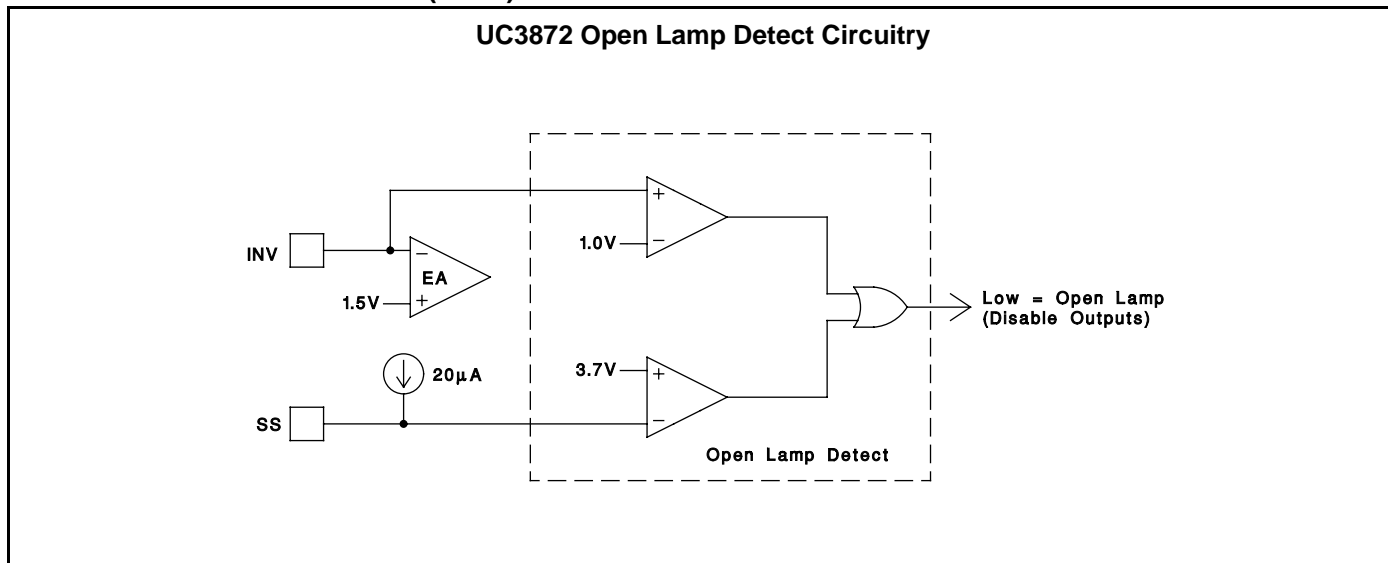 UC3872 Open Lamp Detect Circuitry
INV
−
EA
+
1.5V
+
1.0V
−
Low = Open Lamp
(Disable Outputs)
20µA
3.7V
+
−
SS
Open Lamp Detect